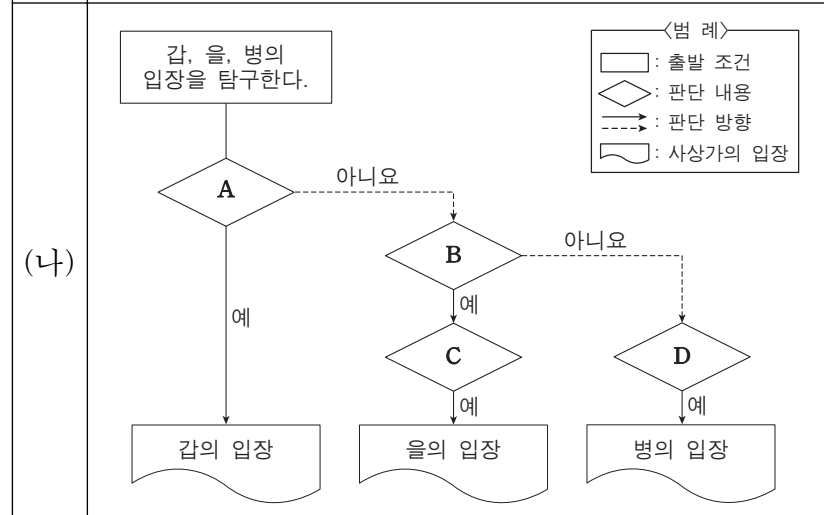 (나)
갑, 을, 병의
입장을 탐구한다.
〈범 례〉
: 출발 조건
: 판단 내용
: 판단 방향
: 사상가의 입장
A
아니요
B
아니요
예
예
C
D
예
예
갑의 입장
을의 입장
병의 입장